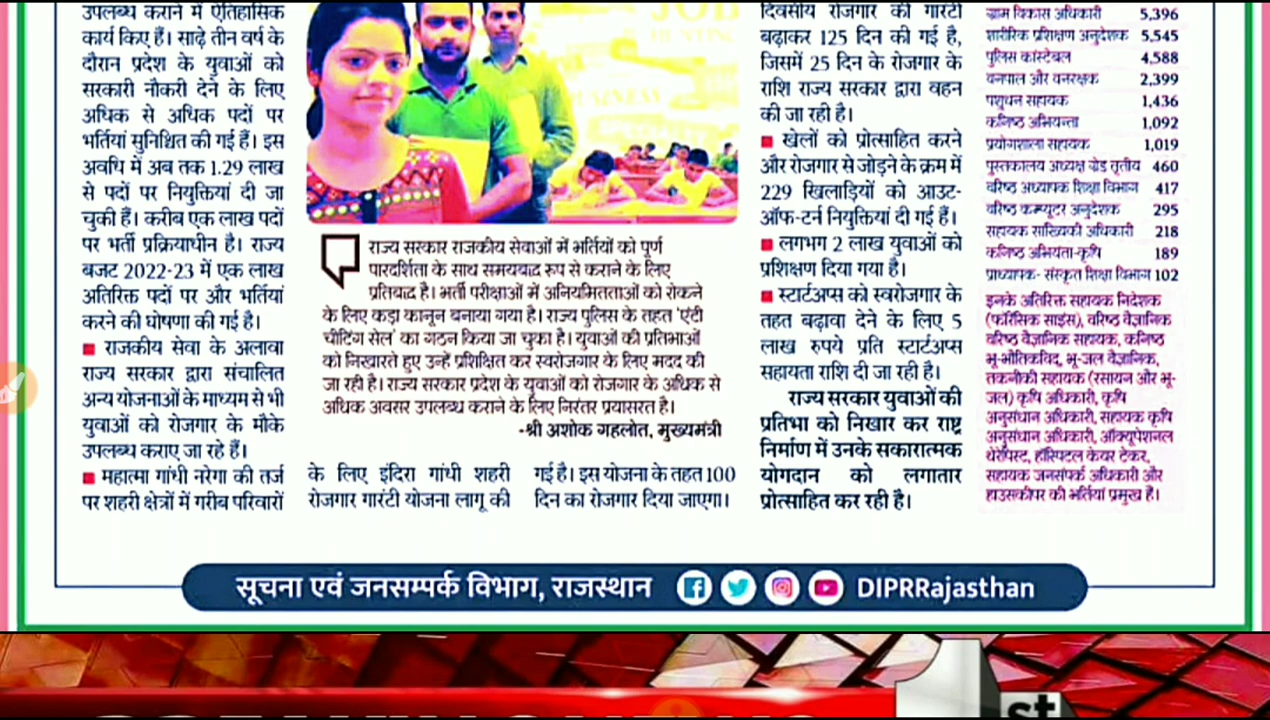 उपलब्ध कराने में ऐतिहासिक
कार्य किए हैं। साढ़े तीन वर्ष के
दौरान प्रदेश के युवाओं को
सरकारी नौकरी देने के लिए
अधिक से अधिक पदों पर
भर्तियां सुनिश्चित की गई हैं। इस
अवधि में अब तक 1.29 लाख
से पदों पर नियुक्तियां दी जा
चुकी हैं। करीब एक लाख पदों
पर भर्ती प्रक्रियाधीन है। राज्य
बजट 2022-23 में एक लाख
अतिरिक्त पदों पर और भर्तियां
करने की घोषणा की गई है।
राजकीय सेवा के अलावा
राज्य सरकार द्वारा संचालित
अन्य योजनाओं के माध्यम से भी
युवाओं को रोजगार के मौके
उपलब्ध कराए जा रहे हैं।
महात्मा गांधी नरेगा की तर्ज
पर शहरी क्षेत्रों में गरीब परिवारों
JOB
HUNTING
BUSINESS
राज्य सरकार राजकीय सेवाओं में भर्तियों को पूर्ण
पारदर्शिता के साथ समयबद्ध रूप से कराने के लिए
प्रतिबद्ध है। भर्ती परीक्षाओं में अनियमितताओं को रोकने
के लिए कड़ा कानून बनाया गया है। राज्य पुलिस के तहत 'एंटी
चीटिंग सेल' का गठन किया जा चुका है। युवाओं की प्रतिभाओं
को निखारते हुए उन्हें प्रशिक्षित कर स्वरोजगार के लिए मदद की
जा रही है। राज्य सरकार प्रदेश के युवाओं को रोजगार के अधिक से
अधिक अवसर उपलब्ध कराने के लिए निरंतर प्रयासरत है।
-श्री अशोक गहलोत, मुख्यमंत्री
के लिए इंदिरा गांधी शहरी
रोजगार गारंटी योजना लागू की
गई है। इस योजना के तहत 100
दिन का रोजगार दिया जाएगा।
दिवसीय रोजगार की गारंटी
बढ़ाकर 125 दिन की गई है,
जिसमें 25 दिन के रोजगार के
राशि राज्य सरकार द्वारा वहन
की जा रही है।
खेलों को प्रोत्साहित करने
और रोजगार से जोड़ने के क्रम में
229 खिलाड़ियों को आउट-
ऑफ-टर्न नियुक्तियां दी गई हैं।
लगभग 2 लाख युवाओं को
प्रशिक्षण दिया गया है।
स्टार्टअप्स को स्वरोजगार के
तहत बढ़ावा देने के लिए 5
लाख रुपये प्रति स्टार्टअप्स
सहायता राशि दी जा रही है।
राज्य सरकार युवाओं की
प्रतिभा को निखार कर राष्ट्र
निर्माण में उनके सकारात्मक
योगदान को लगातार
प्रोत्साहित कर रही है।
ग्राम विकास अधिकारी 5,396
शारीरिक प्रशिक्षण अनुदेशक 5,545
पुलिस कांस्टेबल 4,588
वनपाल और वनरक्षक 2,399
पशुधन सहायक 1,436
कनिष्ठ अभियन्ता 1,092
प्रयोगशाला सहायक 1,019
पुस्तकालय अध्यक्ष ग्रेड तृतीय 460
वरिष्ठ अध्यापक शिक्षा विभाग 417
वरिष्ठ कम्प्यूटर अनुदेशक 295
सहायक सांख्यिकी अधिकारी 218
कनिष्ठ अभियंता-कृषि 189
प्राध्यापक- संस्कृत शिक्षा विभाग 102
इनके अतिरिक्त सहायक निदेशक
(फॉरेंसिक साइंस), वरिष्ठ वैज्ञानिक
वरिष्ठ वैज्ञानिक सहायक, कनिष्ठ
भू-भौतिकविद्, भू-जल वैज्ञानिक,
तकनीकी सहायक (रसायन और भू-
जल) कृषि अधिकारी, कृषि
अनुसंधान अधिकारी, सहायक कृषि
अनुसंधान अधिकारी, ऑक्यूपेशनल
थेरेपिस्ट, हॉस्पिटल केयर टेकर,
सहायक जनसंपर्क अधिकारी और
हाउसकीपर की भर्तियां प्रमुख हैं।
सूचना एवं जनसम्पर्क विभाग, राजस्थान DIPRRajasthan
1st